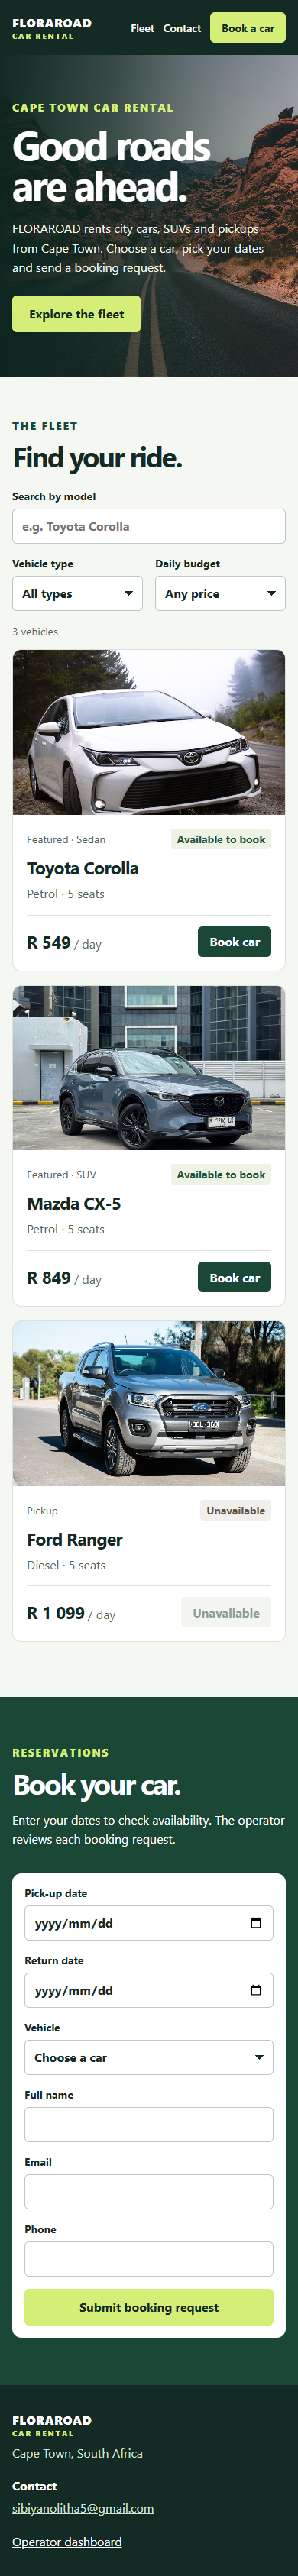 FLORAROAD
CAR RENTAL
Fleet Contact Book a car
CAPE TOWN CAR RENTAL
Good roads
are ahead.
FLORAROAD rents city cars, SUVs and pickups
from Cape Town. Choose a car, pick your dates
and send a booking request.
Explore the fleet
THE FLEET
Find your ride.
Search by model
e.g. Toyota Corolla
Vehicle type Daily budget
All types Any price
3 vehicles
Featured · Sedan Available to book
Toyota Corolla
Petrol · 5 seats
R 549 / day Book car
Featured · SUV Available to book
Mazda CX-5
Petrol · 5 seats
R 849 / day Book car
Pickup Unavailable
Ford Ranger
Diesel · 5 seats
R 1 099 / day Unavailable
RESERVATIONS
Book your car.
Enter your dates to check availability. The operator
reviews each booking request.
Pick-up date
yyyy/mm/dd
Return date
yyyy/mm/dd
Vehicle
Choose a car
Full name
Email
Phone
Submit booking request
FLORAROAD
CAR RENTAL
Cape Town, South Africa
Contact
sibiyanolitha5@gmail.com
Operator dashboard